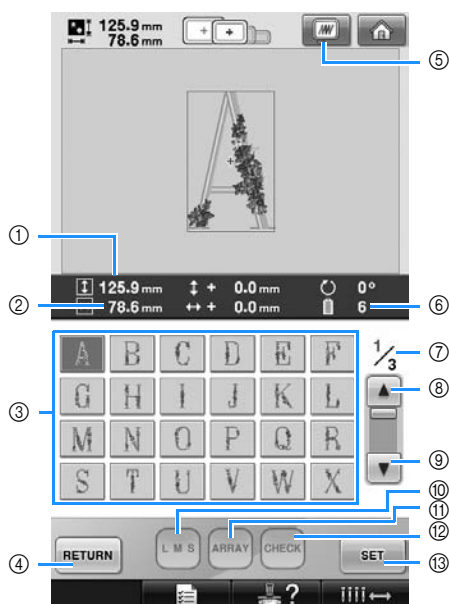 125.9 mm
78.6 mm
⑤
A
①
125.9 mm + 0.0 mm 0°
② 78.6 mm + 0.0 mm 6 ⑥
A B C D E F 1/3 ⑦
③ G H I J K L ⑧
M N O P Q R
S T U V W X ⑨
⑩
⑪
⑫
④ RETURN L M S ARRAY CHECK SET ⑬
?